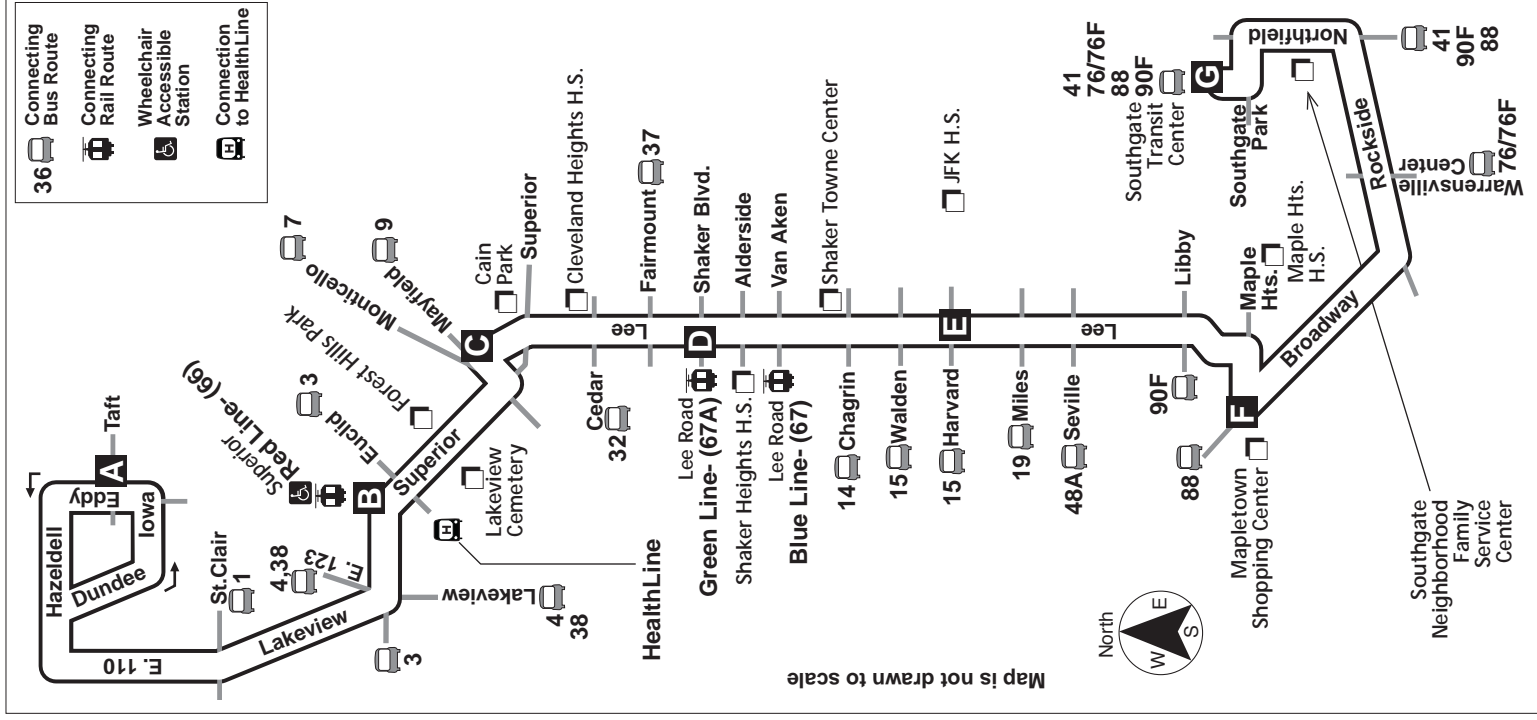 36
Connecting
Bus Route
Connecting
Rail Route
Wheelchair
Accessible
Station
H
Connection
to HealthLine
A
Taft
Eddy
Iowa
Hazeldell
Dundee
E. 110
St.Clair
1
Lakeview
4,38
E. 123
3
Lakeview
4
38
B
Superior
Red Line- (66)
Euclid
3
Forest Hills Park
Superior
H
HealthLine
Lakeview
Cemetery
Monticello
7
Mayfield
9
C
Cain
Park
Superior
Cleveland Heights H.S.
Lee
Cedar
32
Fairmount
37
D
Shaker Blvd.
Lee Road
Green Line- (67A)
Alderside
Shaker Heights H.S.
Van Aken
Lee Road
Blue Line- (67)
Shaker Towne Center
14 Chagrin
15 Walden
E
15 Harvard
JFK H.S.
19 Miles
48A Seville
Lee
Libby
90F
Maple
Hts.
Maple Hts.
H.S.
F
88
Mapletown
Shopping Center
Broadway
Rockside
Warrensville
Center
76/76F
Northfield
41
90F
88
G
41
76/76F
88
90F
Southgate
Transit
Center
Southgate
Park
Southgate
Neighborhood
Family
Service
Center
North
W
E
S
Map is not drawn to scale